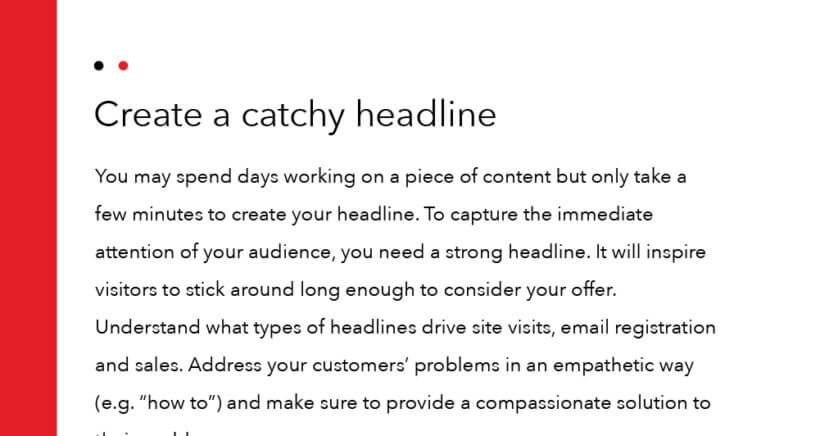 Create a catchy headline
You may spend days working on a piece of content but only take a
few minutes to create your headline. To capture the immediate
attention of your audience, you need a strong headline. It will inspire
visitors to stick around long enough to consider your offer.
Understand what types of headlines drive site visits, email registration
and sales. Address your customers’ problems in an empathetic way
(e.g. “how to”) and make sure to provide a compassionate solution to